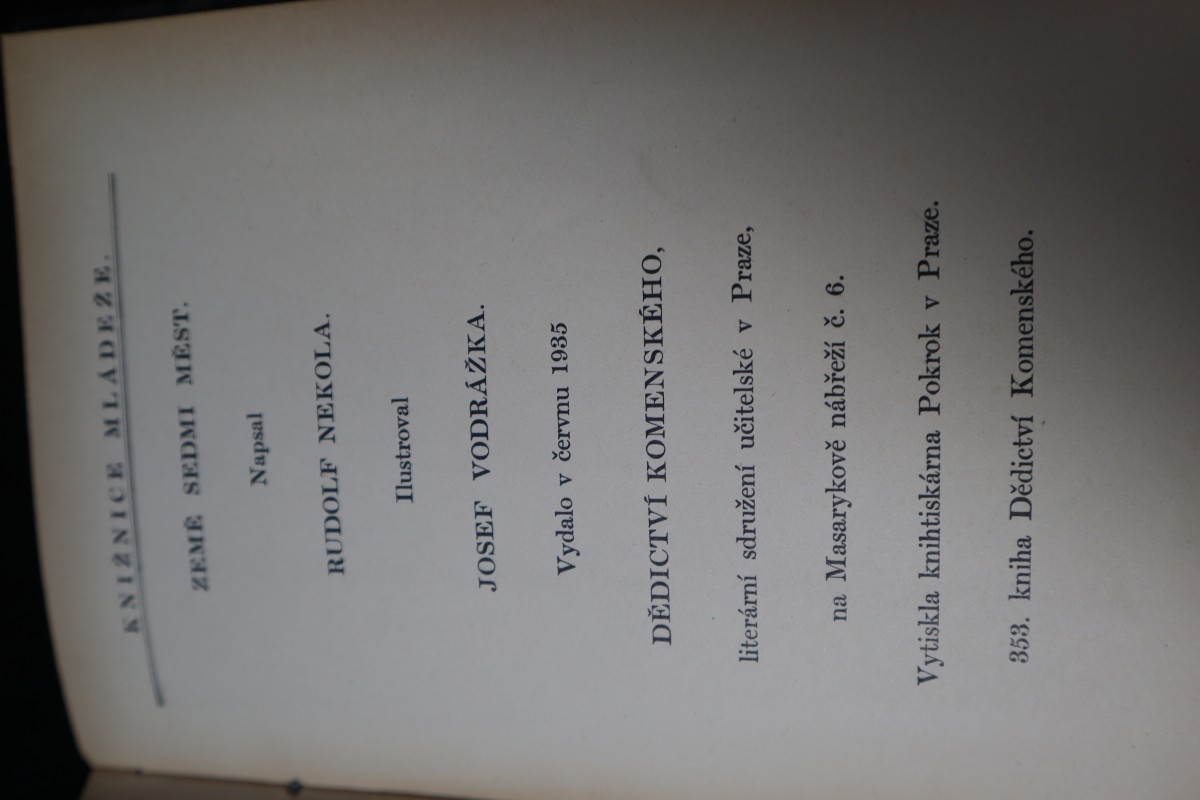 KNIŽNICE MLÁDEŽE.
ZEMĚ SEDMI MĚST.
Napsal
RUDOLF NEKOLA.
Ilustroval
JOSEF VODRÁŽKA.
Vydalo v červnu 1935
DĚDICTVÍ KOMENSKÉHO,
literární sdružení učitelské v Praze,
na Masarykově nábřeží č. 6.
Vytiskla knihtiskárna Pokrok v Praze.
353. kniha Dědictví Komenského.